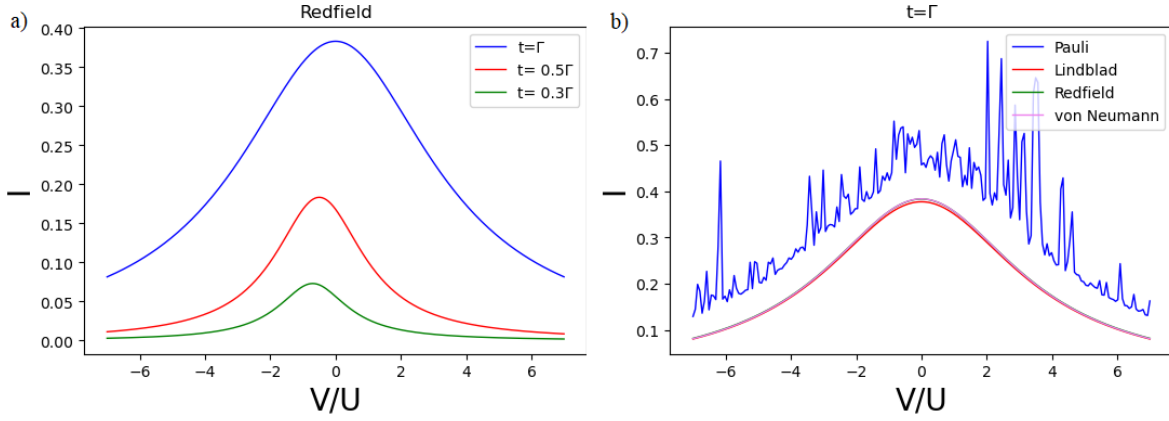 a)
Redfield
0.40
0.35
0.30
0.25
0.20
0.15
0.10
0.05
0.00
I
t=Γ
t= 0.5Γ
t= 0.3Γ
−6
−4
−2
0
2
4
6
V/U
b)
t=Γ
0.7
0.6
0.5
0.4
0.3
0.2
0.1
I
Pauli
Lindblad
Redfield
von Neumann
−6
−4
−2
0
2
4
6
V/U